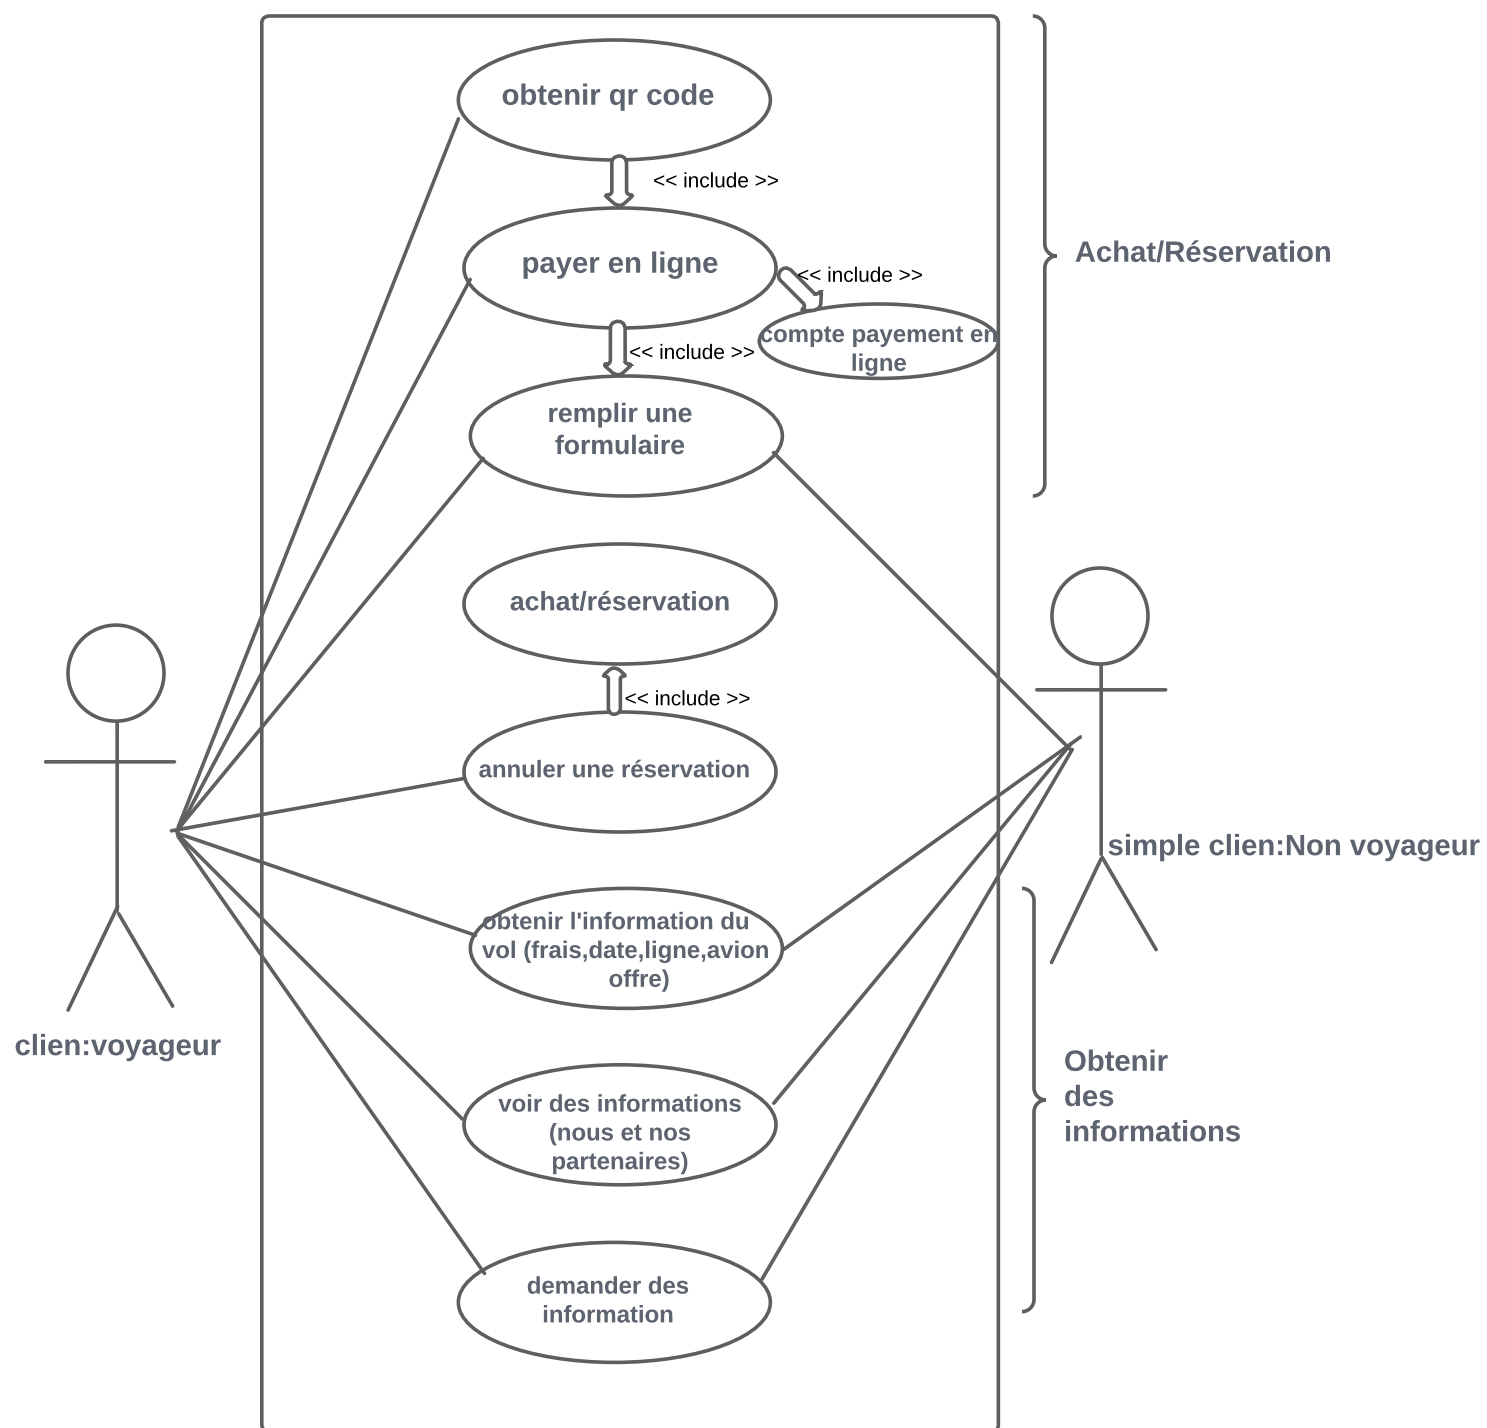 obtenir qr code
<< include >>
payer en ligne
<< include >>
compte payement en
ligne
<< include >>
remplir une
formulaire
Achat/Réservation
achat/réservation
<< include >>
annuler une réservation
simple clien:Non voyageur
obtenir l'information du
vol (frais,date,ligne,avion
offre)
clien:voyageur
Obtenir
des
informations
voir des informations
(nous et nos
partenaires)
demander des
information